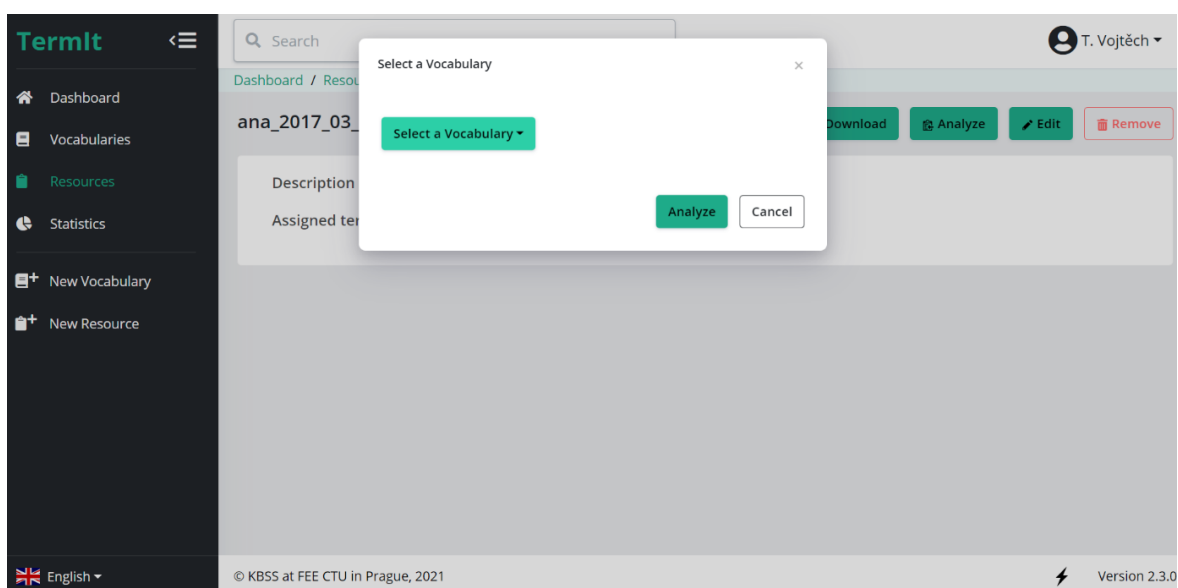 TermIt
Dashboard
Vocabularies
Resources
Statistics
New Vocabulary
New Resource
English
Search
T. Vojtěch
Dashboard / Resou
ana_2017_03_
Download
Analyze
Edit
Remove
Description
Assigned ter
Select a Vocabulary
×
Select a Vocabulary
Analyze
Cancel
© KBSS at FEE CTU in Prague, 2021
Version 2.3.0